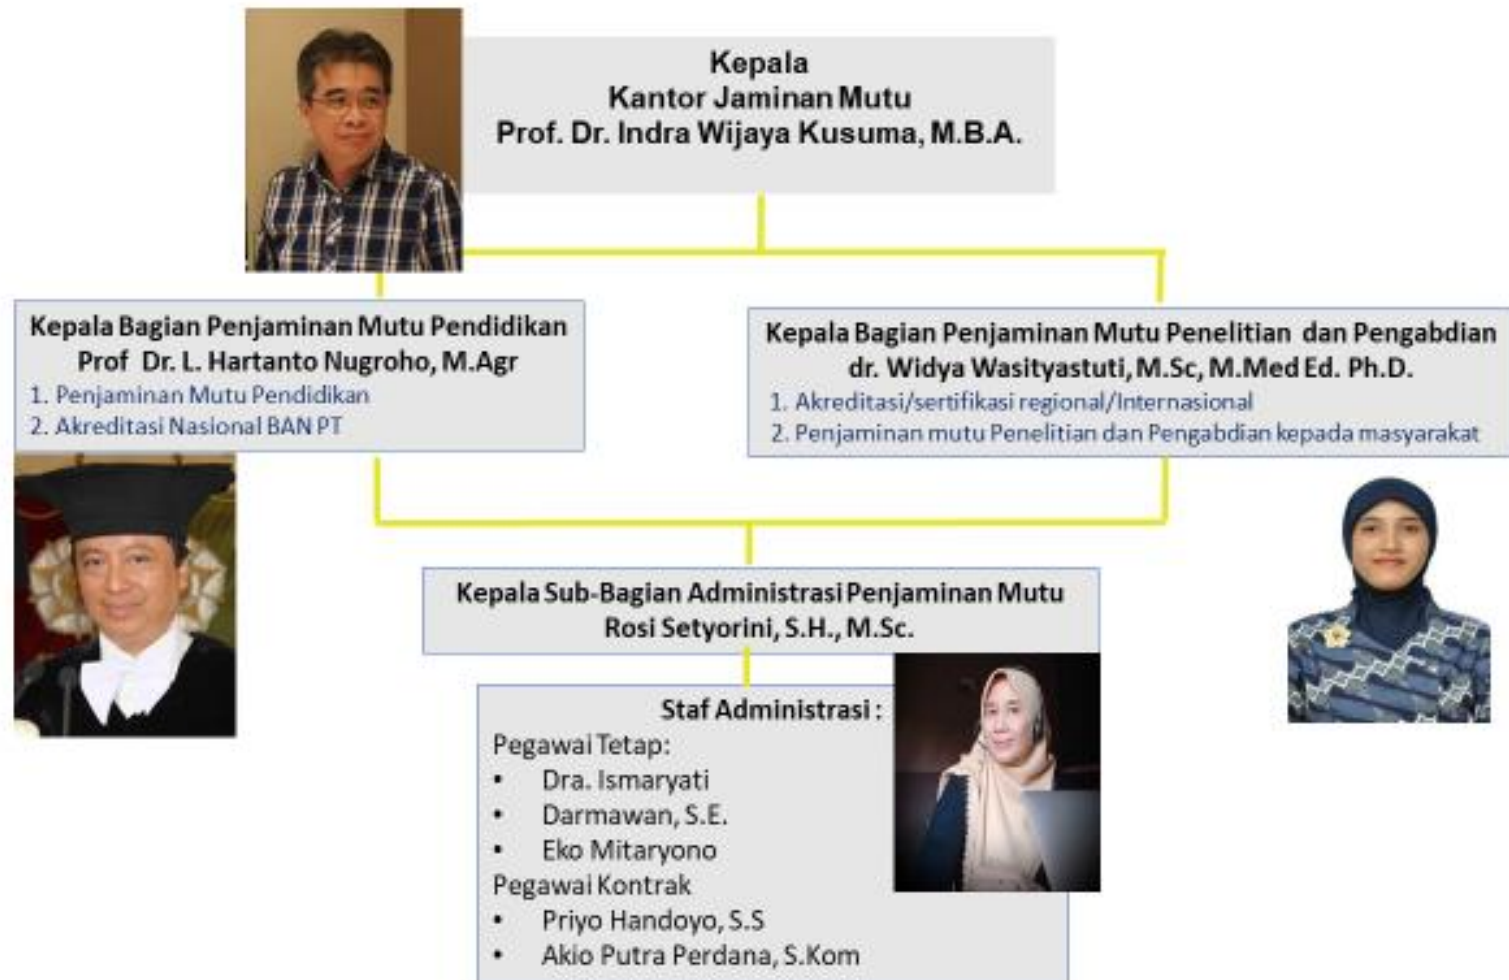 Kepala
Kantor Jaminan Mutu
Prof. Dr. Indra Wijaya Kusuma, M.B.A.
Kepala Bagian Penjaminan Mutu Pendidikan
Prof Dr. L. Hartanto Nugroho, M.Agr
1. Penjaminan Mutu Pendidikan
2. Akreditasi Nasional BAN PT
Kepala Bagian Penjaminan Mutu Penelitian dan Pengabdian
dr. Widya Wasityastuti, M.Sc, M.Med Ed. Ph.D.
1. Akreditasi/sertifikasi regional/Internasional
2. Penjaminan mutu Penelitian dan Pengabdian kepada masyarakat
Kepala Sub-Bagian Administrasi Penjaminan Mutu
Rosi Setyorini, S.H., M.Sc.
Staf Administrasi :
Pegawai Tetap:
• Dra. Ismaryati
• Darmawan, S.E.
• Eko Mitaryono
Pegawai Kontrak
• Priyo Handoyo, S.S
• Akio Putra Perdana, S.Kom